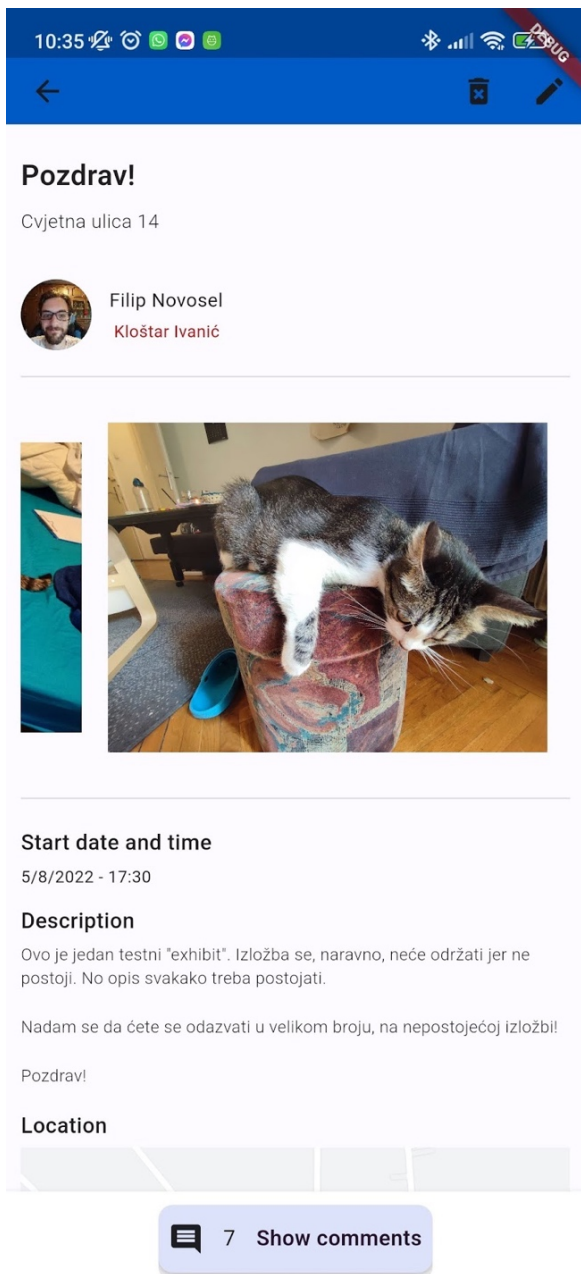 10:35
DEBUG
Pozdrav!
Cvjetna ulica 14
Filip Novosel
Kloštar Ivanić
Start date and time
5/8/2022 - 17:30
Description
Ovo je jedan testni "exhibit". Izložba se, naravno, neće održati jer ne
postoji. No opis svakako treba postojati.
Nadam se da ćete se odazvati u velikom broju, na nepostojećoj izložbi!
Pozdrav!
Location
7 Show comments